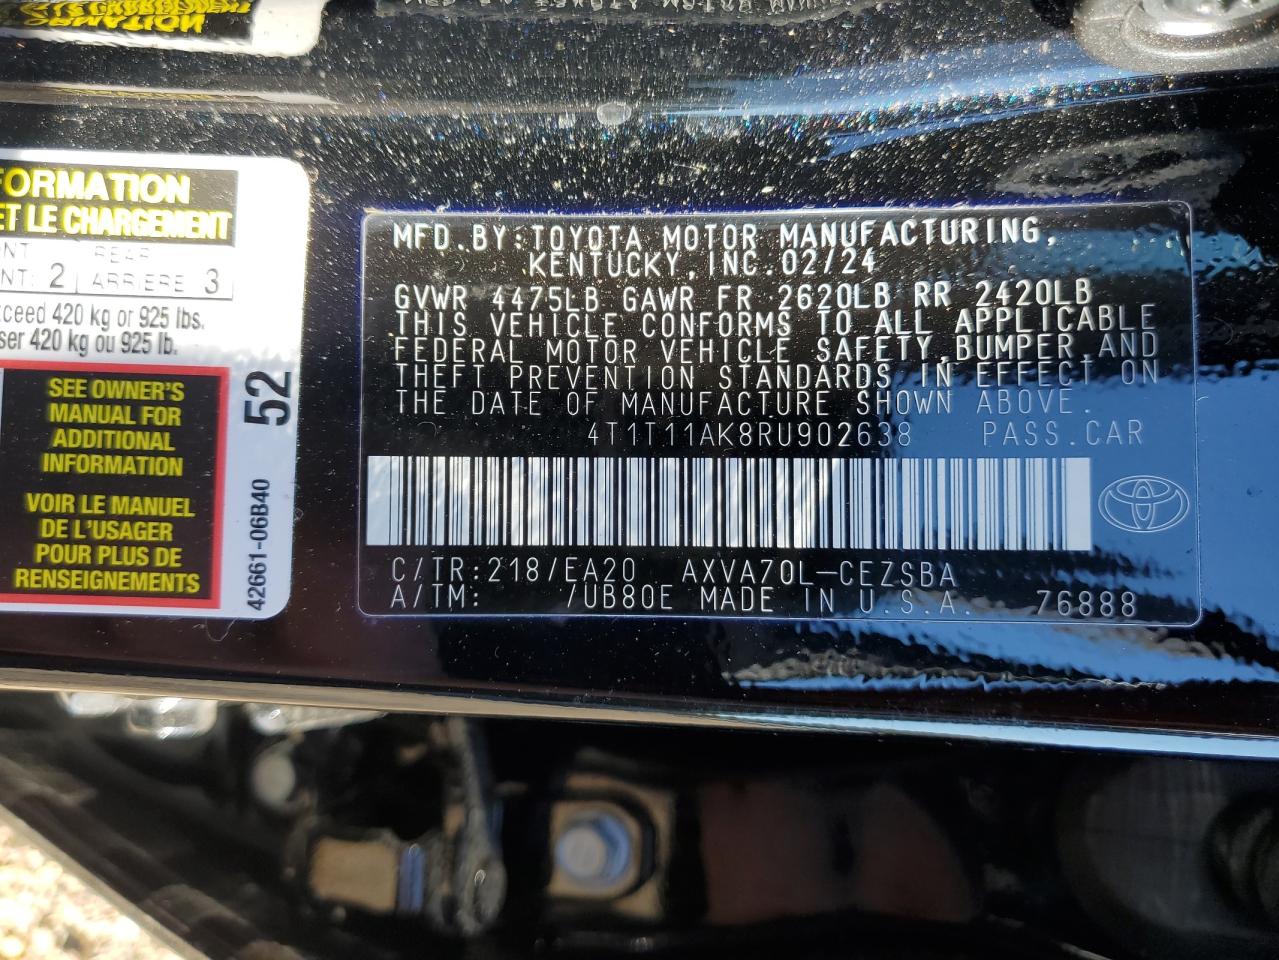 FORMATION
ET LE CHARGEMENT
REAR
2 ARRIERE 3
exceed 420 kg or 925 lbs.
ser 420 kg ou 925 lb.
SEE OWNER'S
MANUAL FOR
ADDITIONAL
INFORMATION
VOIR LE MANUEL
DE L'USAGER
POUR PLUS DE
RENSEIGNEMENTS
52
42661-06B40
MFD.BY:TOYOTA MOTOR MANUFACTURING,
KENTUCKY,INC.02/24
GVWR 4475LB GAWR FR 2620LB RR 2420LB
THIS VEHICLE CONFORMS TO ALL APPLICABLE
FEDERAL MOTOR VEHICLE SAFETY,BUMPER,AND
THEFT PREVENTION STANDARDS IN EFFECT ON
THE DATE OF MANUFACTURE SHOWN ABOVE.
4T1T11AK8RU902638 PASS.CAR
C/TR:218/EA20 AXVA70L-CEZSBA
A/TM: /UB80E MADE IN U.S.A. 76888